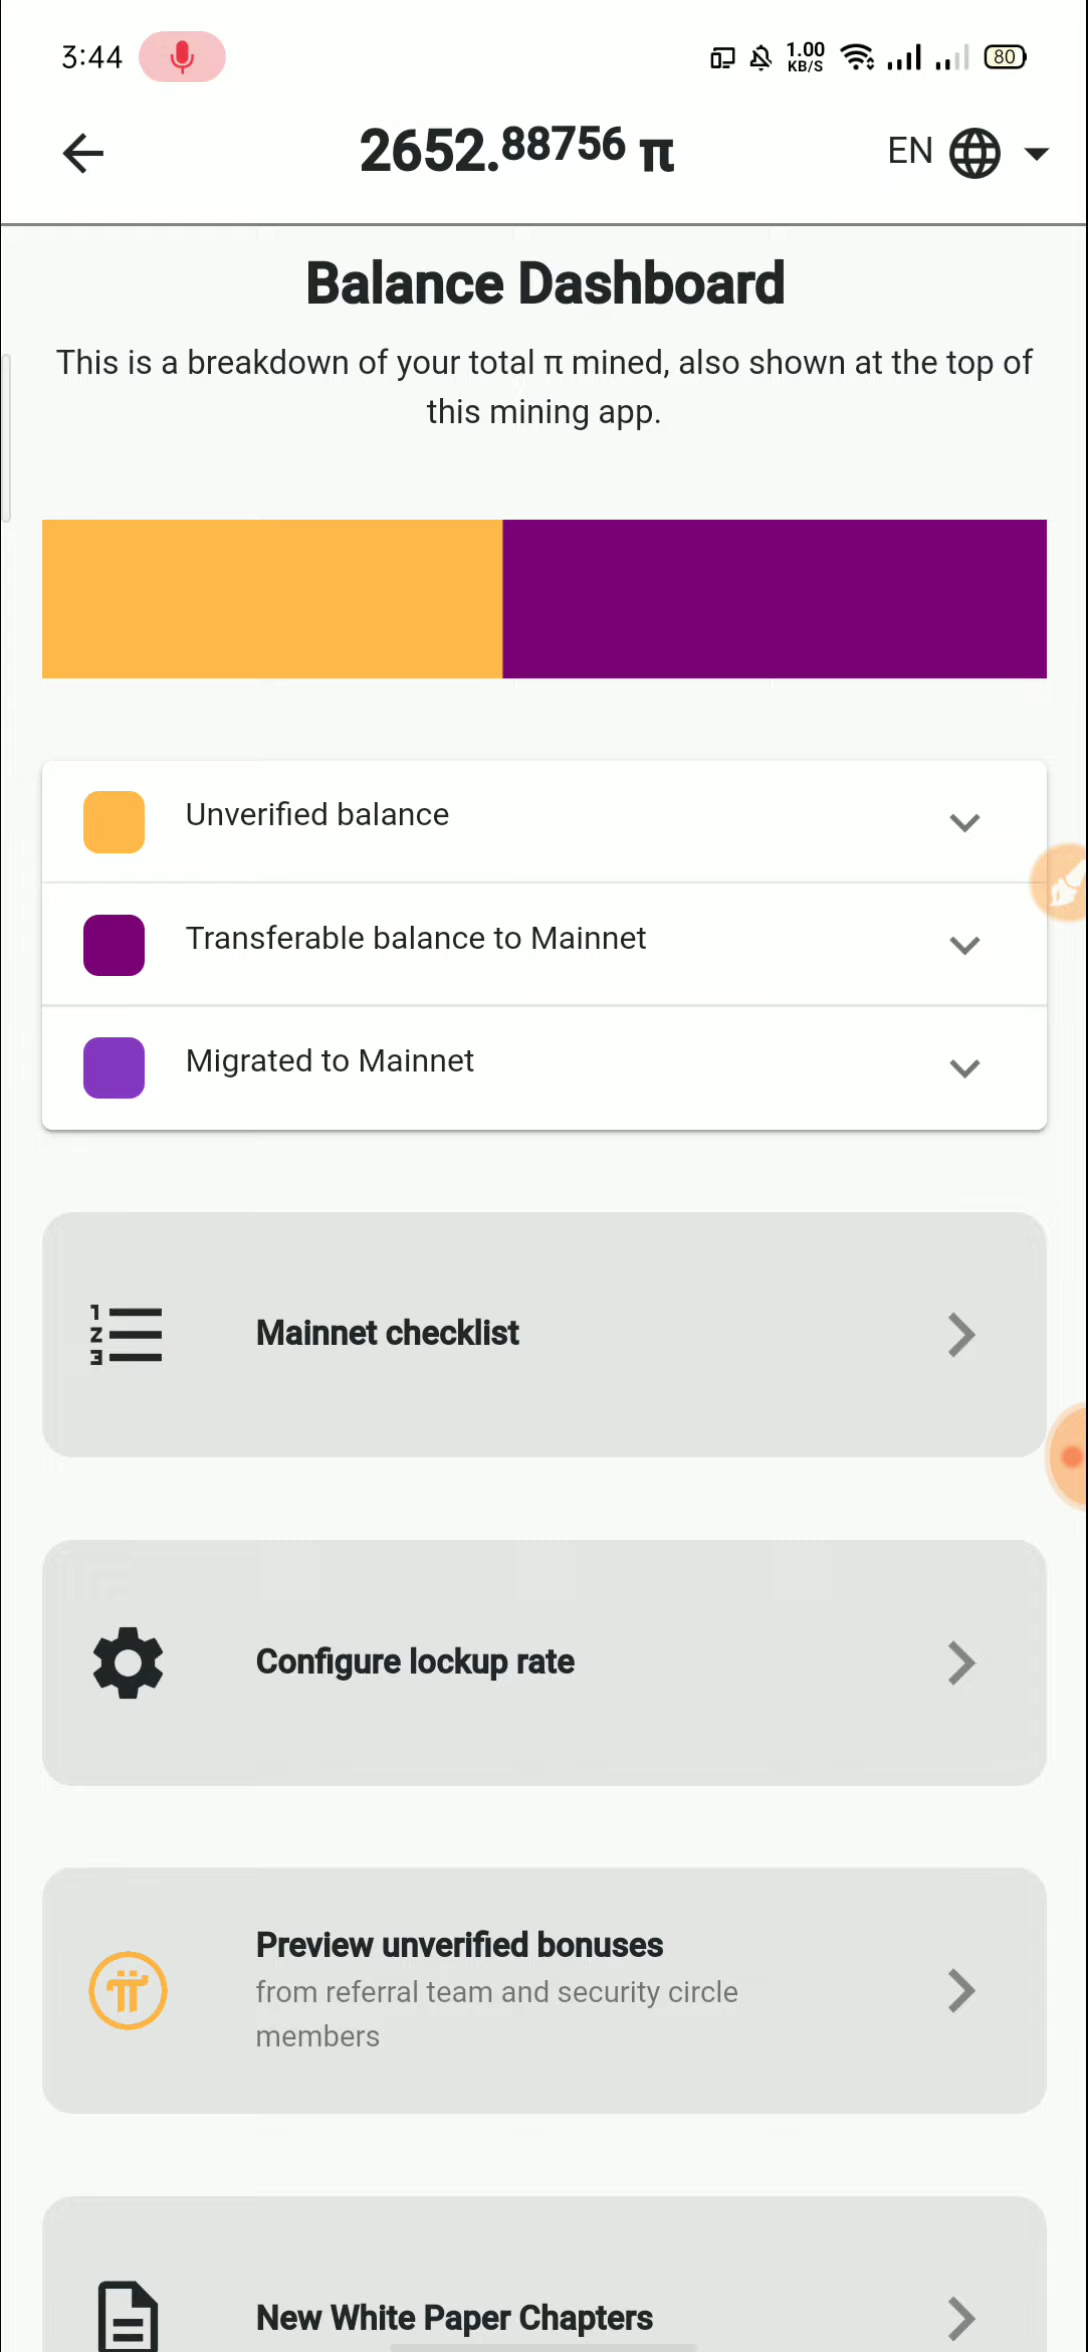 3:44
1.00
KB/S
80
2652.88756 π
EN
Balance Dashboard
This is a breakdown of your total π mined, also shown at the top of
this mining app.
Unverified balance
Transferable balance to Mainnet
Migrated to Mainnet
1
2
3
Mainnet checklist
Configure lockup rate
Preview unverified bonuses
from referral team and security circle
members
New White Paper Chapters